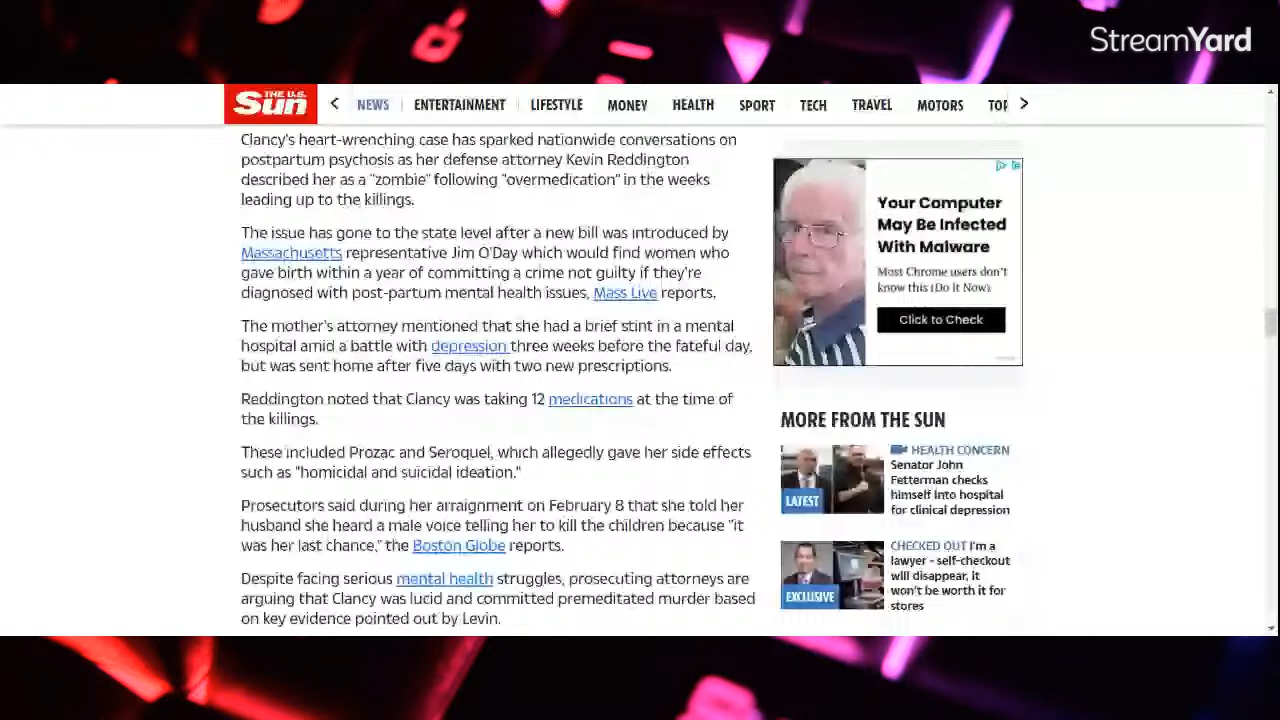 StreamYard
THE U.S.
Sun
NEWS
ENTERTAINMENT
LIFESTYLE
MONEY
HEALTH
SPORT
TECH
TRAVEL
MOTORS
TOP
Clancy's heart-wrenching case has sparked nationwide conversations on
postpartum psychosis as her defense attorney Kevin Reddington
described her as a "zombie" following "overmedication" in the weeks
leading up to the killings.
The issue has gone to the state level after a new bill was introduced by
Massachusetts representative Jim O'Day which would find women who
gave birth within a year of committing a crime not guilty if they're
diagnosed with post-partum mental health issues, Mass Live reports.
The mother's attorney mentioned that she had a brief stint in a mental
hospital amid a battle with depression three weeks before the fateful day,
but was sent home after five days with two new prescriptions.
Reddington noted that Clancy was taking 12 medications at the time of
the killings.
These included Prozac and Seroquel, which allegedly gave her side effects
such as "homicidal and suicidal ideation."
Prosecutors said during her arraignment on February 8 that she told her
husband she heard a male voice telling her to kill the children because "it
was her last chance," the Boston Globe reports.
Despite facing serious mental health struggles, prosecuting attorneys are
arguing that Clancy was lucid and committed premeditated murder based
on key evidence pointed out by Levin.
Your Computer
May Be Infected
With Malware
Most Chrome users don't
know this (Do It Now)
Click to Check
MORE FROM THE SUN
LATEST
HEALTH CONCERN
Senator John
Fetterman checks
himself into hospital
for clinical depression
EXCLUSIVE
CHECKED OUT I'm a
lawyer - self-checkout
will disappear, it
won't be worth it for
stores